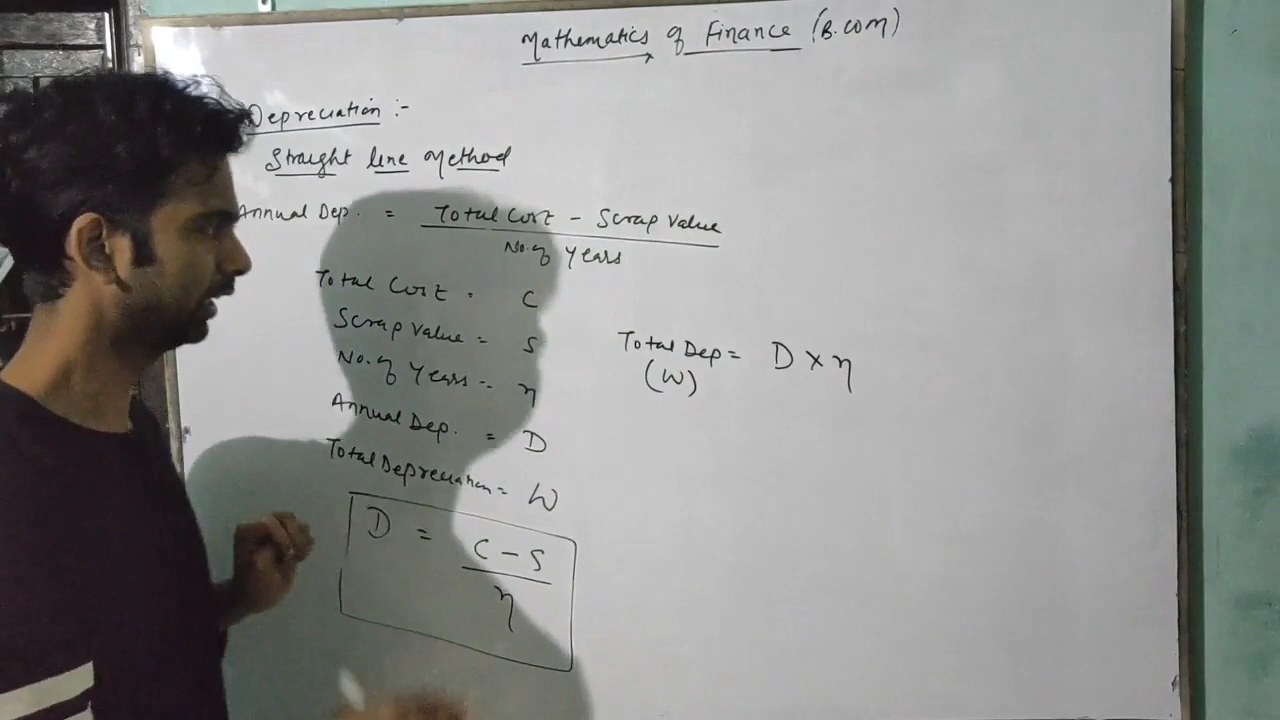 Mathematics of Finance (B.com)
Depreciation :-
Straight line Method
Annual Dep. = Total Cost - Scrap Value
No. of Years
Total Cost = C
Scrap Value = S
No. of Years = n
Annual Dep. = D
Total Depreciation = W
D = C - S
n
Total Dep = D × n
(W)